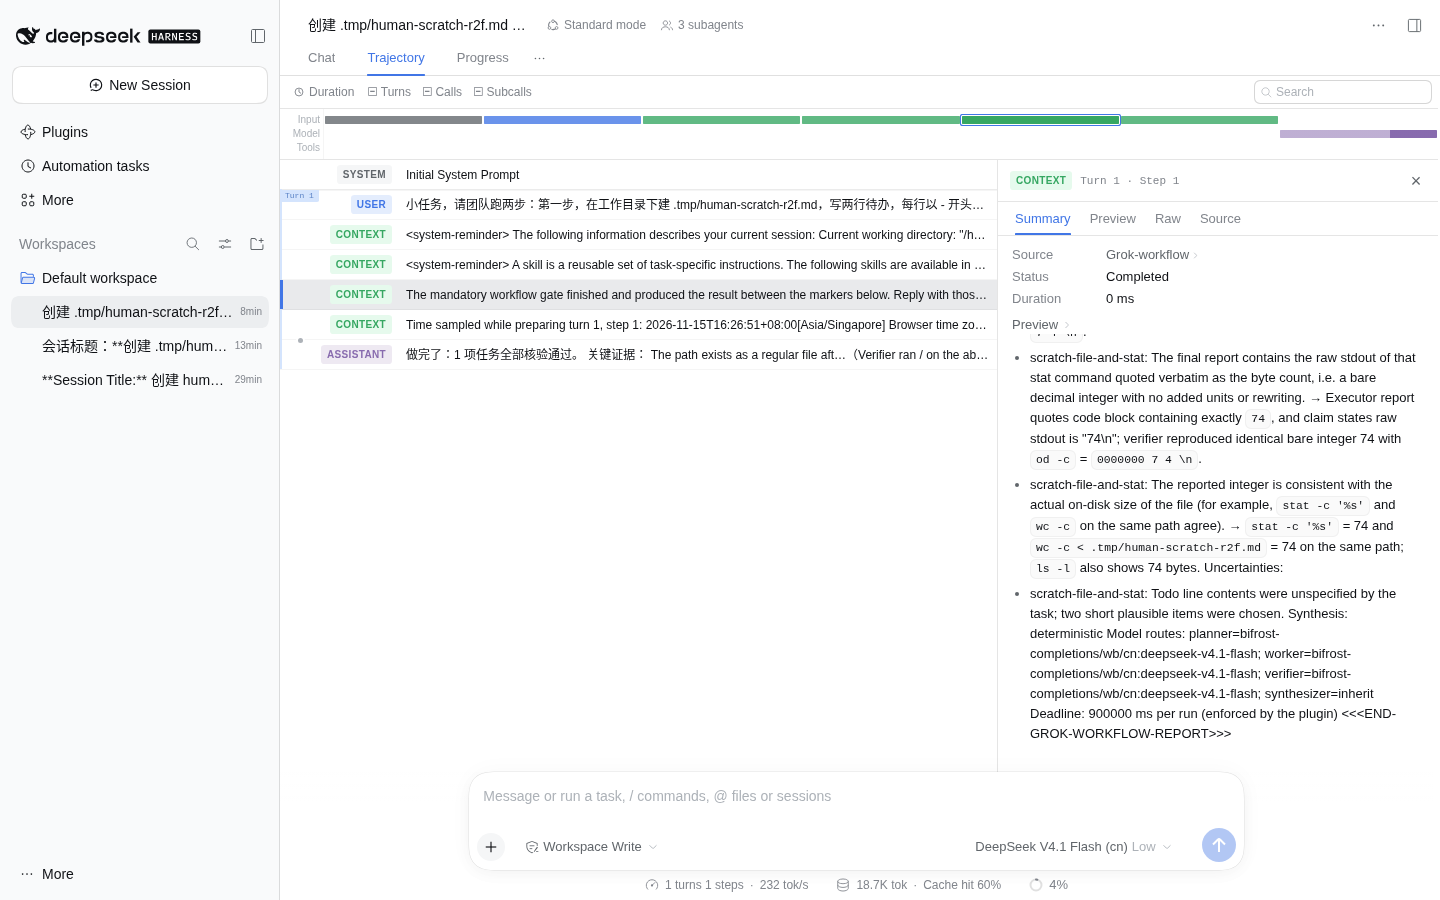 deepseek HARNESS
New Session
Plugins
Automation tasks
More
Workspaces
Default workspace
创建 .tmp/human-scratch-r2f... 8min
会话标题：**创建 .tmp/hum... 13min
**Session Title:** 创建 hum... 29min
More
创建 .tmp/human-scratch-r2f.md ...
Standard mode
3 subagents
Chat
Trajectory
Progress
Duration
Turns
Calls
Subcalls
Search
Input
Model
Tools
SYSTEM Initial System Prompt
Turn 1
USER 小任务，请团队跑两步：第一步，在工作目录下建 .tmp/human-scratch-r2f.md，写两行待办，每行以 - 开头…
CONTEXT <system-reminder> The following information describes your current session: Current working directory: "/h…
CONTEXT <system-reminder> A skill is a reusable set of task-specific instructions. The following skills are available in …
CONTEXT The mandatory workflow gate finished and produced the result between the markers below. Reply with thos…
CONTEXT Time sampled while preparing turn 1, step 1: 2026-11-15T16:26:51+08:00[Asia/Singapore] Browser time zo…
ASSISTANT 做完了：1 项任务全部核验通过。 关键证据： The path exists as a regular file aft…（Verifier ran / on the ab…
CONTEXT Turn 1 · Step 1
Summary
Preview
Raw
Source
Source Grok-workflow
Status Completed
Duration 0 ms
Preview
• scratch-file-and-stat: The final report contains the raw stdout of that
stat command quoted verbatim as the byte count, i.e. a bare
decimal integer with no added units or rewriting. → Executor report
quotes code block containing exactly 74, and claim states raw
stdout is "74\n"; verifier reproduced identical bare integer 74 with
od -c = 0000000 7 4 \n.
• scratch-file-and-stat: The reported integer is consistent with the
actual on-disk size of the file (for example, stat -c '%s' and
wc -c on the same path agree). → stat -c '%s' = 74 and
wc -c < .tmp/human-scratch-r2f.md = 74 on the same path;
ls -l also shows 74 bytes. Uncertainties:
• scratch-file-and-stat: Todo line contents were unspecified by the
task; two short plausible items were chosen. Synthesis:
deterministic Model routes: planner=bifrost-
completions/wb/cn:deepseek-v4.1-flash; worker=bifrost-
completions/wb/cn:deepseek-v4.1-flash; verifier=bifrost-
completions/wb/cn:deepseek-v4.1-flash; synthesizer=inherit
Deadline: 900000 ms per run (enforced by the plugin) <<<END-
GROK-WORKFLOW-REPORT>>>
Message or run a task, / commands, @ files or sessions
Workspace Write
DeepSeek V4.1 Flash (cn) Low
1 turns 1 steps · 232 tok/s
18.7K tok · Cache hit 60%
4%